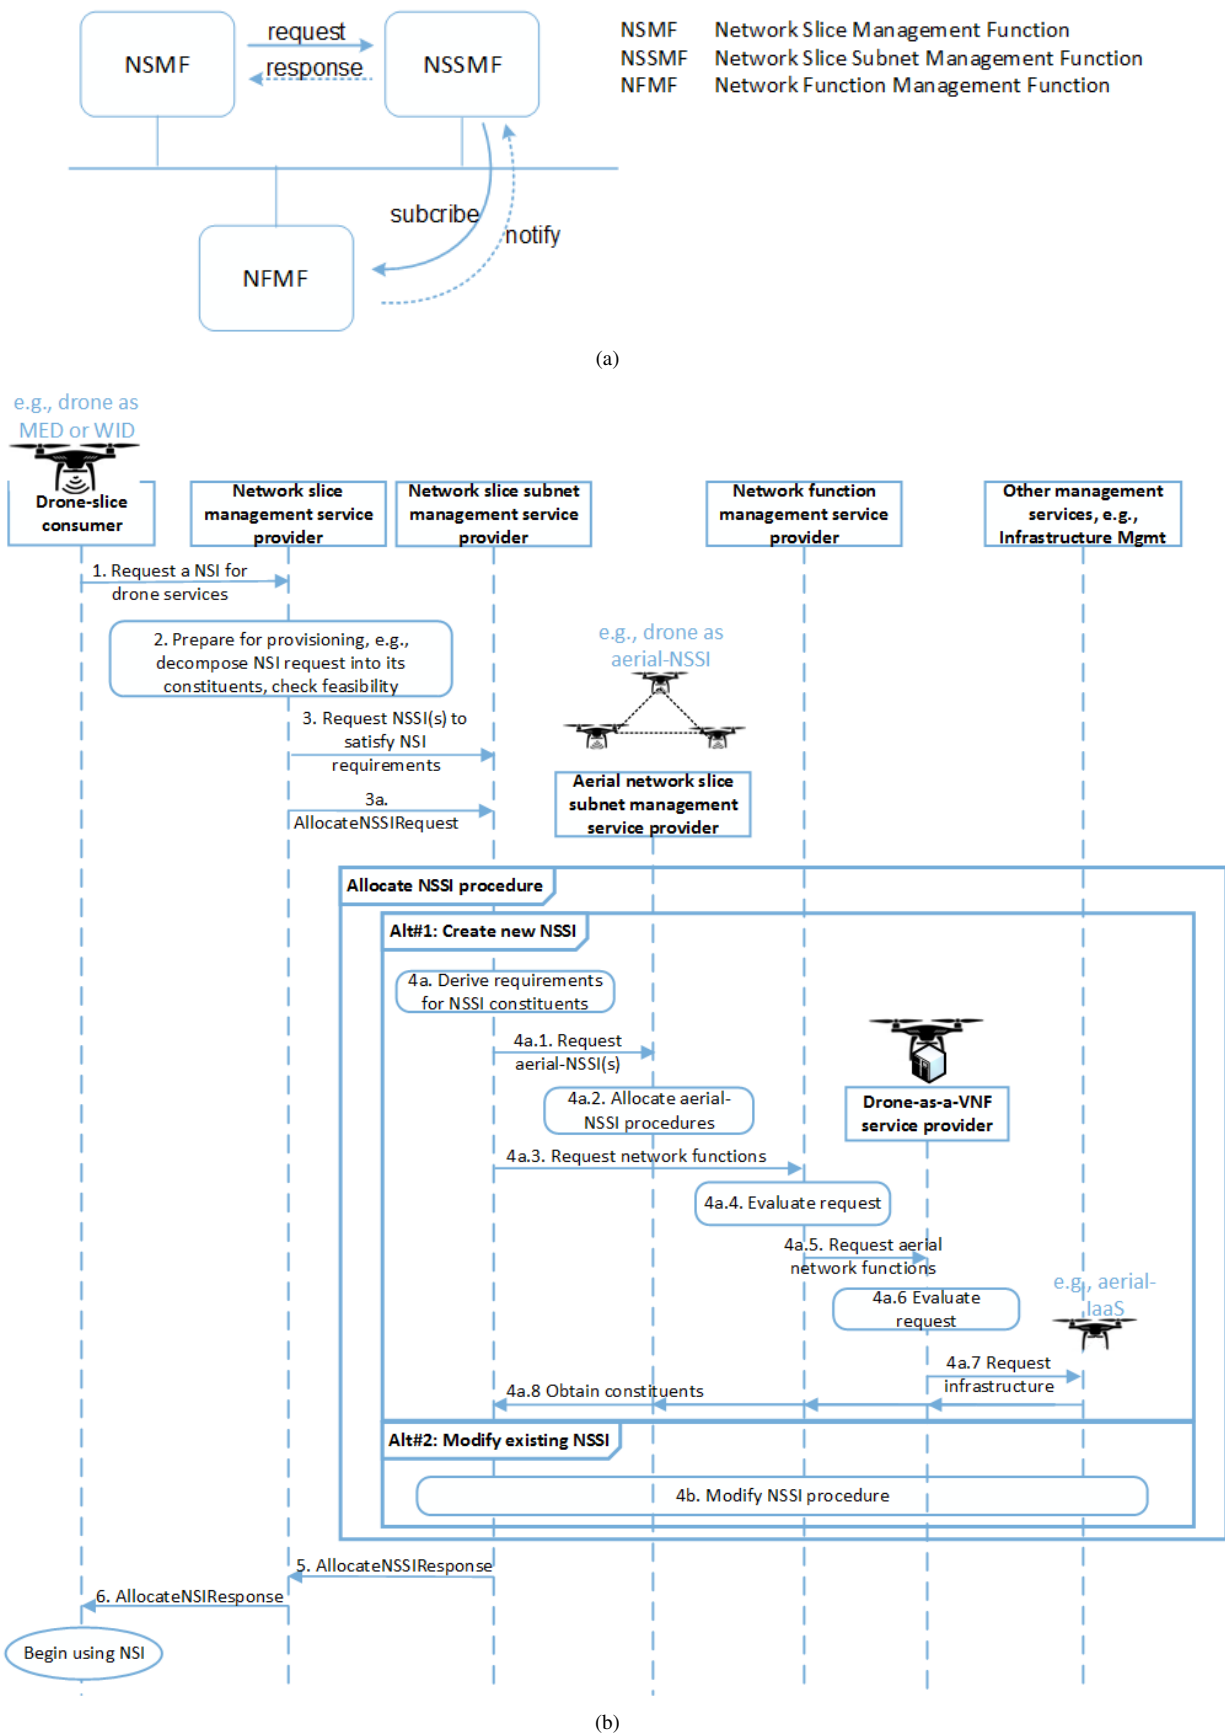 NSMF
request
response
NSSMF
NSMF Network Slice Management Function
NSSMF Network Slice Subnet Management Function
NFMF Network Function Management Function
subcribe
notify
NFMF
(a)
e.g., drone as
MED or WID
Drone-slice
consumer
Network slice
management service
provider
Network slice subnet
management service
provider
Network function
management service
provider
Other management
services, e.g.,
Infrastructure Mgmt
1. Request a NSI for
drone services
2. Prepare for provisioning, e.g.,
decompose NSI request into its
constituents, check feasibility
e.g., drone as
aerial-NSSI
3. Request NSSI(s) to
satisfy NSI
requirements
3a.
AllocateNSSIRequest
Aerial network slice
subnet management
service provider
Allocate NSSI procedure
Alt#1: Create new NSSI
4a. Derive requirements
for NSSI constituents
4a.1. Request
aerial-NSSI(s)
4a.2. Allocate aerial-
NSSI procedures
Drone-as-a-VNF
service provider
4a.3. Request network functions
4a.4. Evaluate request
4a.5. Request aerial
network functions
4a.6 Evaluate
request
e.g., aerial-
IaaS
4a.7 Request
infrastructure
4a.8 Obtain constituents
Alt#2: Modify existing NSSI
4b. Modify NSSI procedure
5. AllocateNSSIResponse
6. AllocateNSIResponse
Begin using NSI
(b)